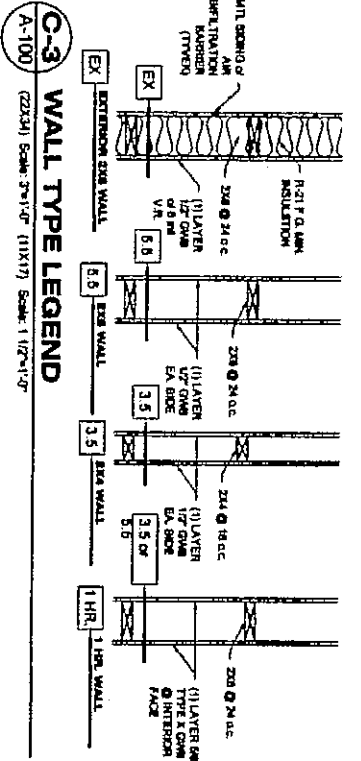 MTL SIDING o/
AIR
INFILTRATION
BARRIER
(TYVEK)
R-21 F.G. MIN.
INSULATION
2X6 @ 24 o.c.
(1) LAYER
1/2" GWB
o/ 6 mil
V.R.
EX
EX
EXTERIOR 2X6 WALL
2X6 @ 24 o.c.
(1) LAYER
1/2" GWB
EA. SIDE
5.5
5.5
2X6 WALL
2X4 @ 16 o.c.
(1) LAYER
1/2" GWB
EA. SIDE
3.5
3.5
2X4 WALL
2X6 @ 24 o.c.
(1) LAYER 5/8"
TYPE X GWB
@ INTERIOR
FACE
3.5 or
5.5
1 HR.
1 HR. WALL
C-3
A-100
WALL TYPE LEGEND
(22X34) Scale: 3"=1'-0" (11X17) Scale: 1 1/2"=1'-0"